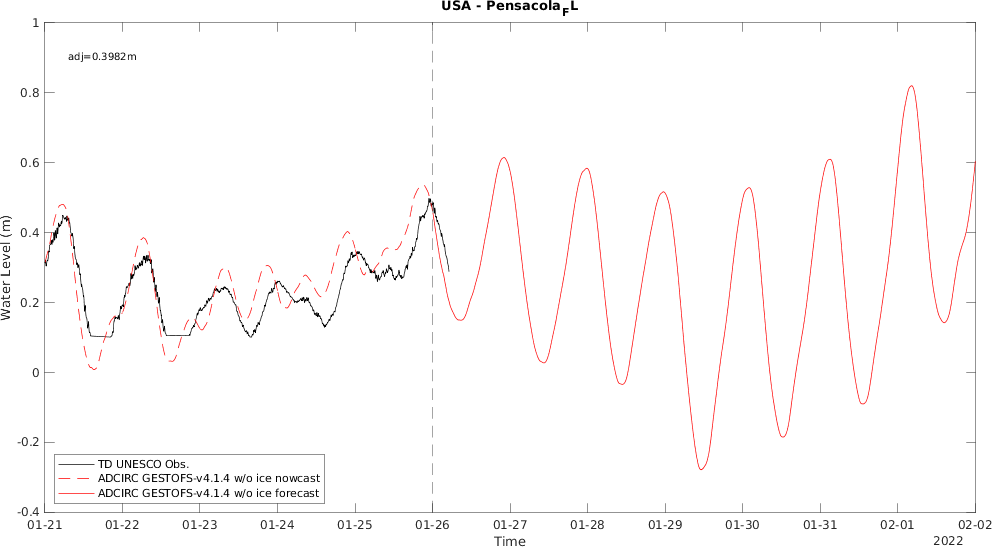 USA - Pensacola_FL
1
adj=0.3982m
0.8
0.6
0.4
0.2
0
-0.2
-0.4
Water Level (m)
TD UNESCO Obs.
ADCIRC GESTOFS-v4.1.4 w/o ice nowcast
ADCIRC GESTOFS-v4.1.4 w/o ice forecast
01-21 01-22 01-23 01-24 01-25 01-26 01-27 01-28 01-29 01-30 01-31 02-01 02-02
Time
2022